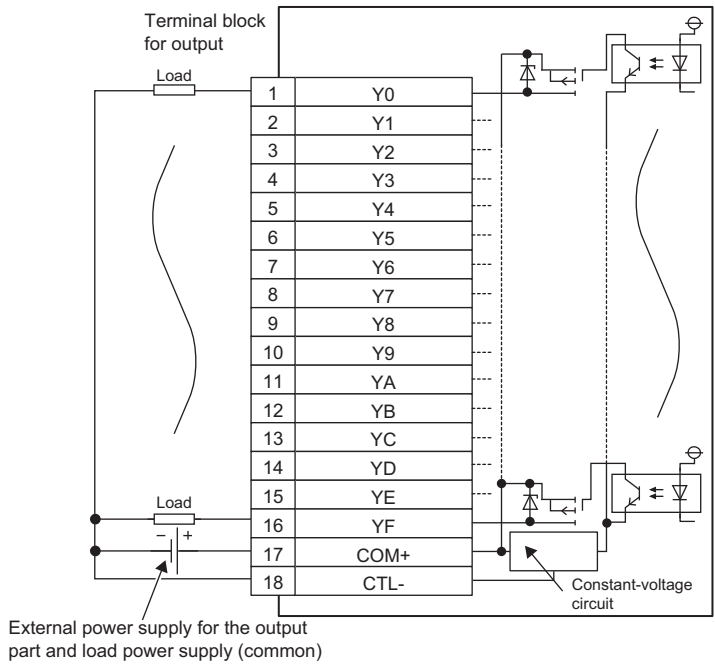 Terminal block
for output
Load
1 Y0
2 Y1
3 Y2
4 Y3
5 Y4
6 Y5
7 Y6
8 Y7
9 Y8
10 Y9
11 YA
12 YB
13 YC
14 YD
15 YE
Load
16 YF
− +
17 COM+
18 CTL-
Constant-voltage
circuit
External power supply for the output
part and load power supply (common)